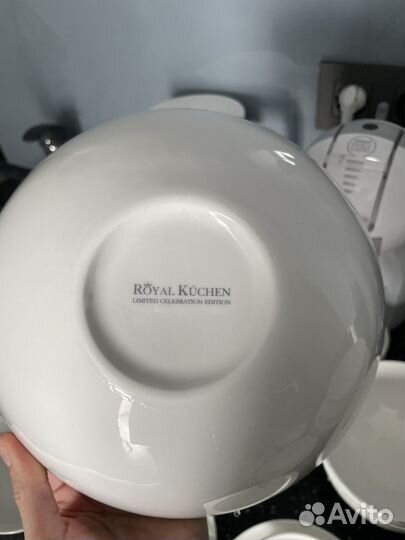 ROYAL KÜCHEN
LIMITED CELEBRATION EDITION
Avito